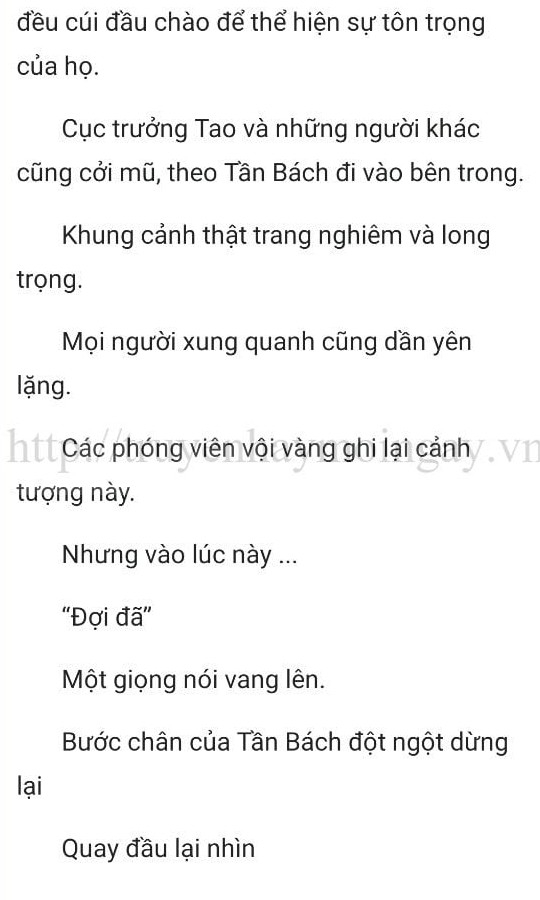 đều cúi đầu chào để thể hiện sự tôn trọng
của họ.
Cục trưởng Tao và những người khác
cũng cởi mũ, theo Tần Bách đi vào bên trong.
Khung cảnh thật trang nghiêm và long
trọng.
Mọi người xung quanh cũng dần yên
lặng.
http://truyenhaymoingay.vn
Các phóng viên vội vàng ghi lại cảnh
tượng này.
Nhưng vào lúc này ...
“Đợi đã”
Một giọng nói vang lên.
Bước chân của Tần Bách đột ngột dừng
lại
Quay đầu lại nhìn